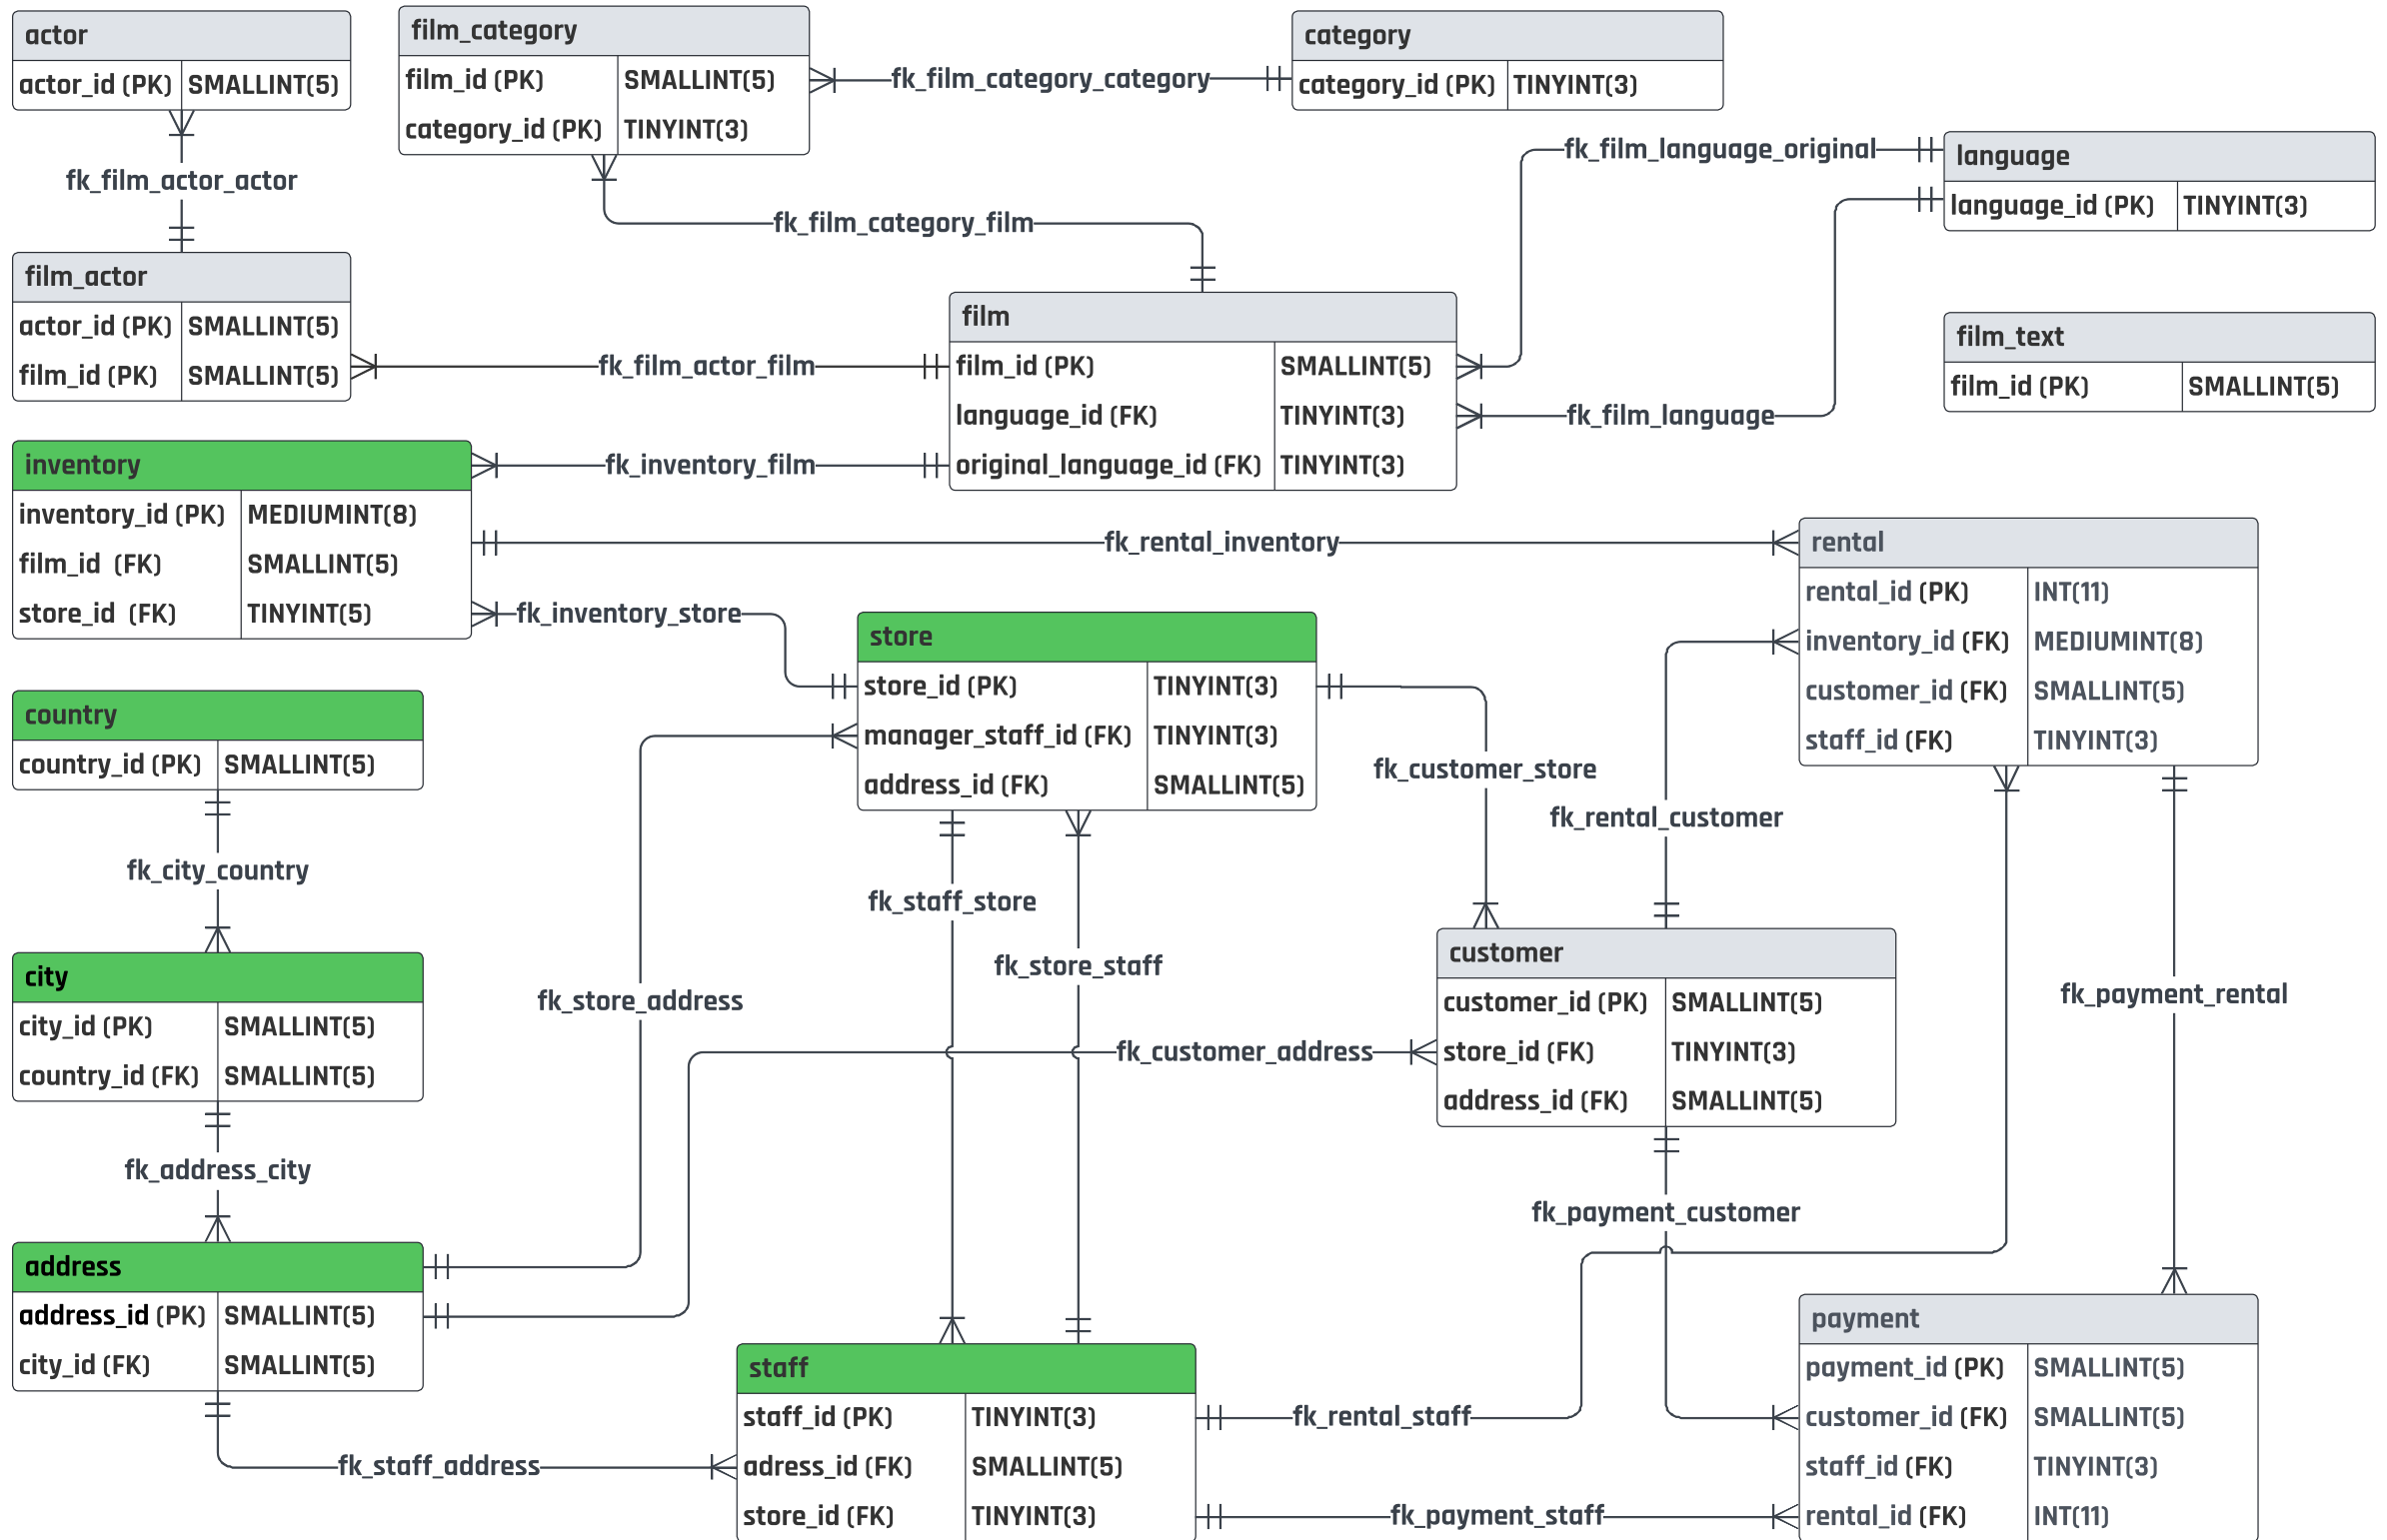 actor
actor_id (PK) SMALLINT(5)
fk_film_actor_actor
film_actor
actor_id (PK) SMALLINT(5)
film_id (PK) SMALLINT(5)
film_category
film_id (PK) SMALLINT(5)
category_id (PK) TINYINT(3)
fk_film_category_category
category
category_id (PK) TINYINT(3)
fk_film_category_film
fk_film_language_original
language
language_id (PK) TINYINT(3)
fk_film_actor_film
film
film_id (PK) SMALLINT(5)
language_id (FK) TINYINT(3)
original_language_id (FK) TINYINT(3)
fk_film_language
film_text
film_id (PK) SMALLINT(5)
inventory
inventory_id (PK) MEDIUMINT(8)
film_id (FK) SMALLINT(5)
store_id (FK) TINYINT(5)
fk_inventory_film
fk_rental_inventory
fk_inventory_store
rental
rental_id (PK) INT(11)
inventory_id (FK) MEDIUMINT(8)
customer_id (FK) SMALLINT(5)
staff_id (FK) TINYINT(3)
store
store_id (PK) TINYINT(3)
manager_staff_id (FK) TINYINT(3)
address_id (FK) SMALLINT(5)
country
country_id (PK) SMALLINT(5)
fk_city_country
fk_customer_store
fk_rental_customer
fk_staff_store
fk_store_staff
fk_store_address
city
city_id (PK) SMALLINT(5)
country_id (FK) SMALLINT(5)
customer
customer_id (PK) SMALLINT(5)
store_id (FK) TINYINT(3)
address_id (FK) SMALLINT(5)
fk_customer_address
fk_payment_rental
fk_address_city
fk_payment_customer
address
address_id (PK) SMALLINT(5)
city_id (FK) SMALLINT(5)
fk_staff_address
staff
staff_id (PK) TINYINT(3)
adress_id (FK) SMALLINT(5)
store_id (FK) TINYINT(3)
fk_rental_staff
fk_payment_staff
payment
payment_id (PK) SMALLINT(5)
customer_id (FK) SMALLINT(5)
staff_id (FK) TINYINT(3)
rental_id (FK) INT(11)